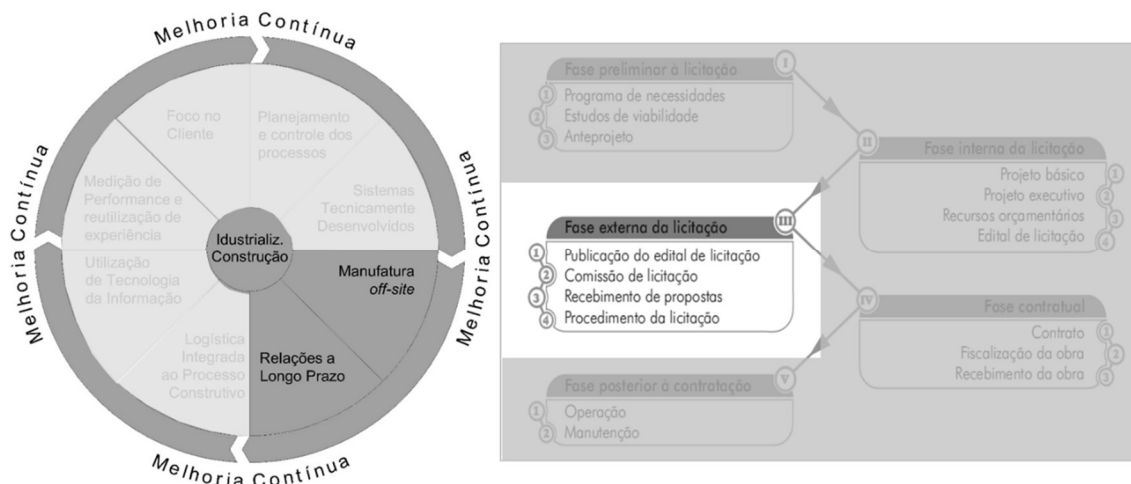 Melhoria Contínua
Melhoria Contínua
Melhoria Contínua
Melhoria Contínua
Foco no
Cliente
Planejamento
e controle dos
processos
Medição de
Performance e
reutilização de
experiência
Sistemas
Tecnicamente
Desenvolvidos
Idustrializ.
Construção
Utilização
de Tecnologia
da Informação
Manufatura
off-site
Logística
Integrada
ao Processo
Construtivo
Relações a
Longo Prazo
Fase preliminar à licitação I
1 Programa de necessidades
2 Estudos de viabilidade
3 Anteprojeto
II Fase interna da licitação
Projeto básico 1
Projeto executivo 2
Recursos orçamentários 3
Edital de licitação 4
Fase externa da licitação III
1 Publicação do edital de licitação
2 Comissão de licitação
3 Recebimento de propostas
4 Procedimento da licitação
IV Fase contratual
Contrato 1
Fiscalização da obra 2
Recebimento da obra 3
Fase posterior à contratação V
1 Operação
2 Manutenção